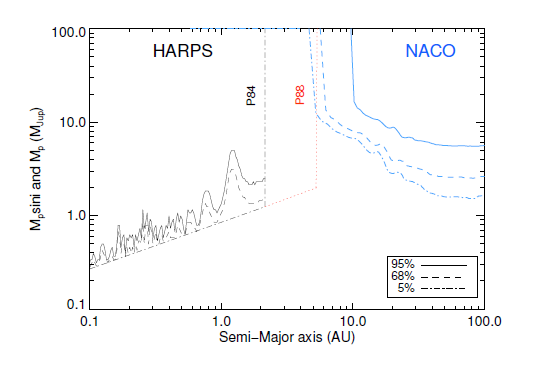 100.0
HARPS
NACO
P84
P88
10.0
1.0
0.1
Mₚsini and Mₚ (M_Jup)
95%
68%
5%
0.1
1.0
10.0
100.0
Semi-Major axis (AU)